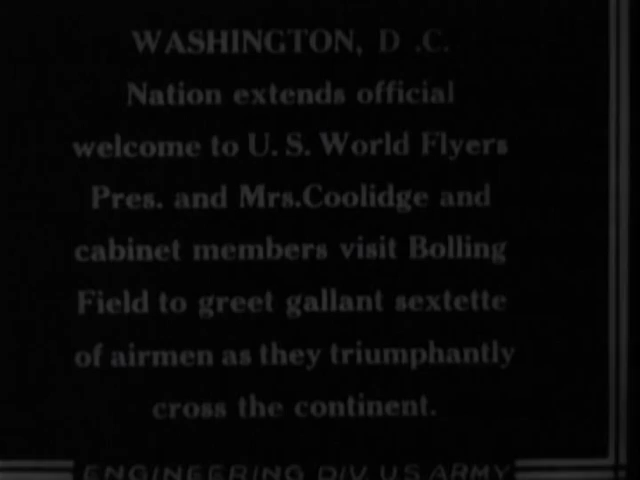 WASHINGTON, D .C.
Nation extends official
welcome to U. S. World Flyers
Pres. and Mrs.Coolidge and
cabinet members visit Bolling
Field to greet gallant sextette
of airmen as they triumphantly
cross the continent.
ENGINEERING DIV. U.S. ARMY